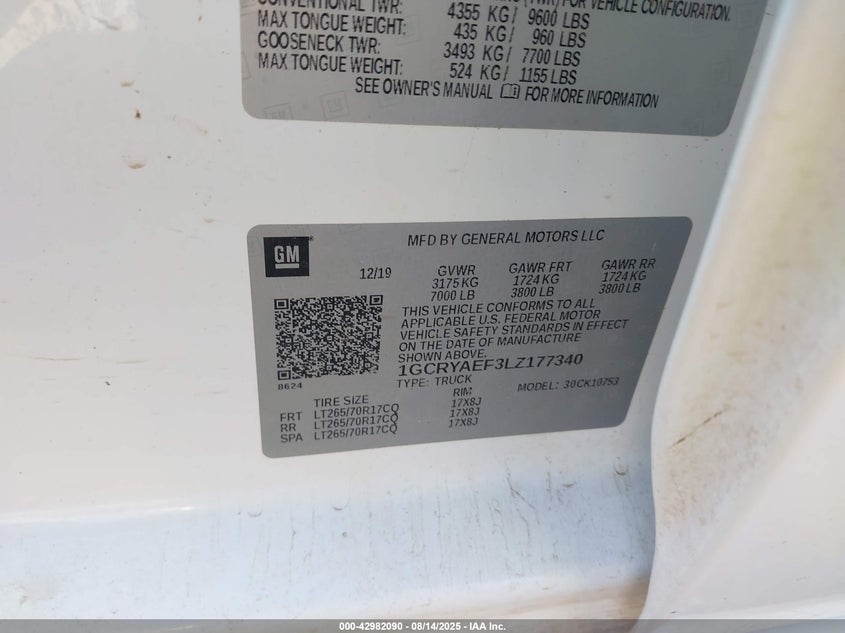 (TWR) FOR VEHICLE CONFIGURATION.
CONVENTIONAL TWR: 4355 KG/ 9600 LBS
MAX TONGUE WEIGHT: 435 KG/ 960 LBS
GOOSENECK TWR: 3493 KG/ 7700 LBS
MAX TONGUE WEIGHT: 524 KG/ 1155 LBS
SEE OWNER'S MANUAL FOR MORE INFORMATION
GM
MFD BY GENERAL MOTORS LLC
12/19 GVWR GAWR FRT GAWR RR
3175 KG 1724 KG 1724 KG
7000 LB 3800 LB 3800 LB
THIS VEHICLE CONFORMS TO ALL
APPLICABLE U.S. FEDERAL MOTOR
VEHICLE SAFETY STANDARDS IN EFFECT
ON THE DATE OF MANUFACTURE
SHOWN ABOVE.
1GCRYAEF3LZ177340
8624
TYPE: TRUCK MODEL: 30CK10753
TIRE SIZE RIM
FRT LT265/70R17CQ 17X8J
RR LT265/70R17CQ 17X8J
SPA LT265/70R17CQ 17X8J
000-42982090 - 08/14/2025 - IAA Inc.